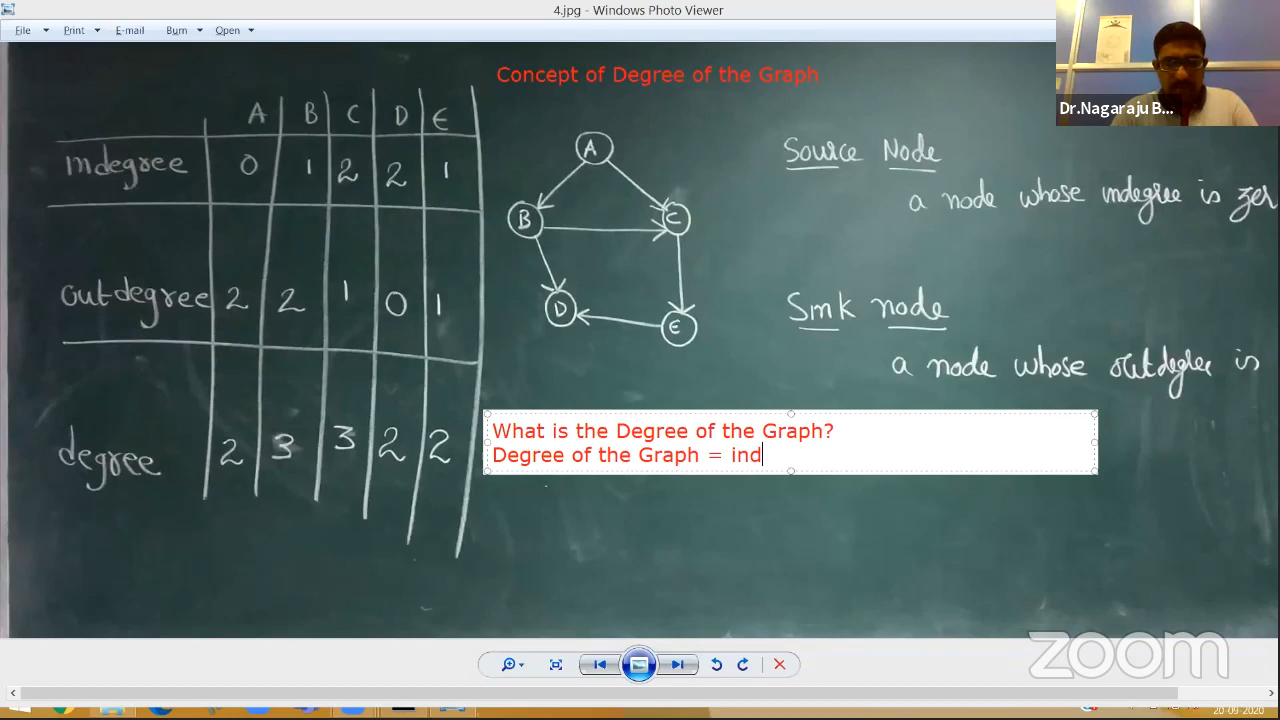 4.jpg - Windows Photo Viewer
File Print E-mail Burn Open
Concept of Degree of the Graph
Dr.Nagaraju B...
A B C D E
indegree 0 1 2 2 1
outdegree 2 2 1 0 1
degree 2 3 3 2 2
A
B
C
D
E
Source Node
a node whose indegree is zer
Sink node
a node whose outdegree is
What is the Degree of the Graph?
Degree of the Graph = ind
zoom
20-09-2020